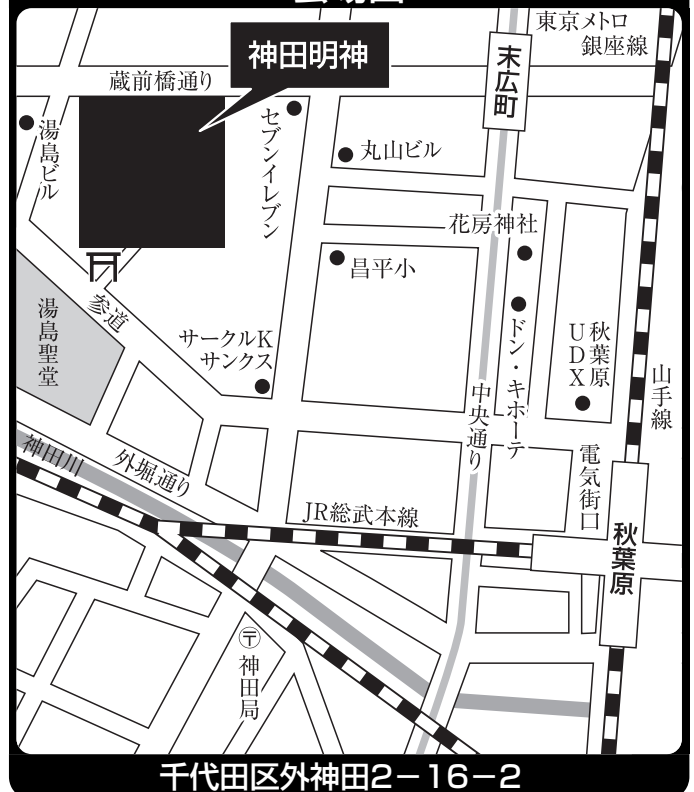 会場図
東京メトロ
銀座線
神田明神
末広町
蔵前橋通り
湯島ビル
セブンイレブン
丸山ビル
花房神社
昌平小
参道
湯島聖堂
サークルK
サンクス
ドン・キホーテ
秋葉原
UDX
山手線
中央通り
電気街口
神田川
外堀通り
JR総武本線
秋葉原
〒神田局
千代田区外神田2−16−2